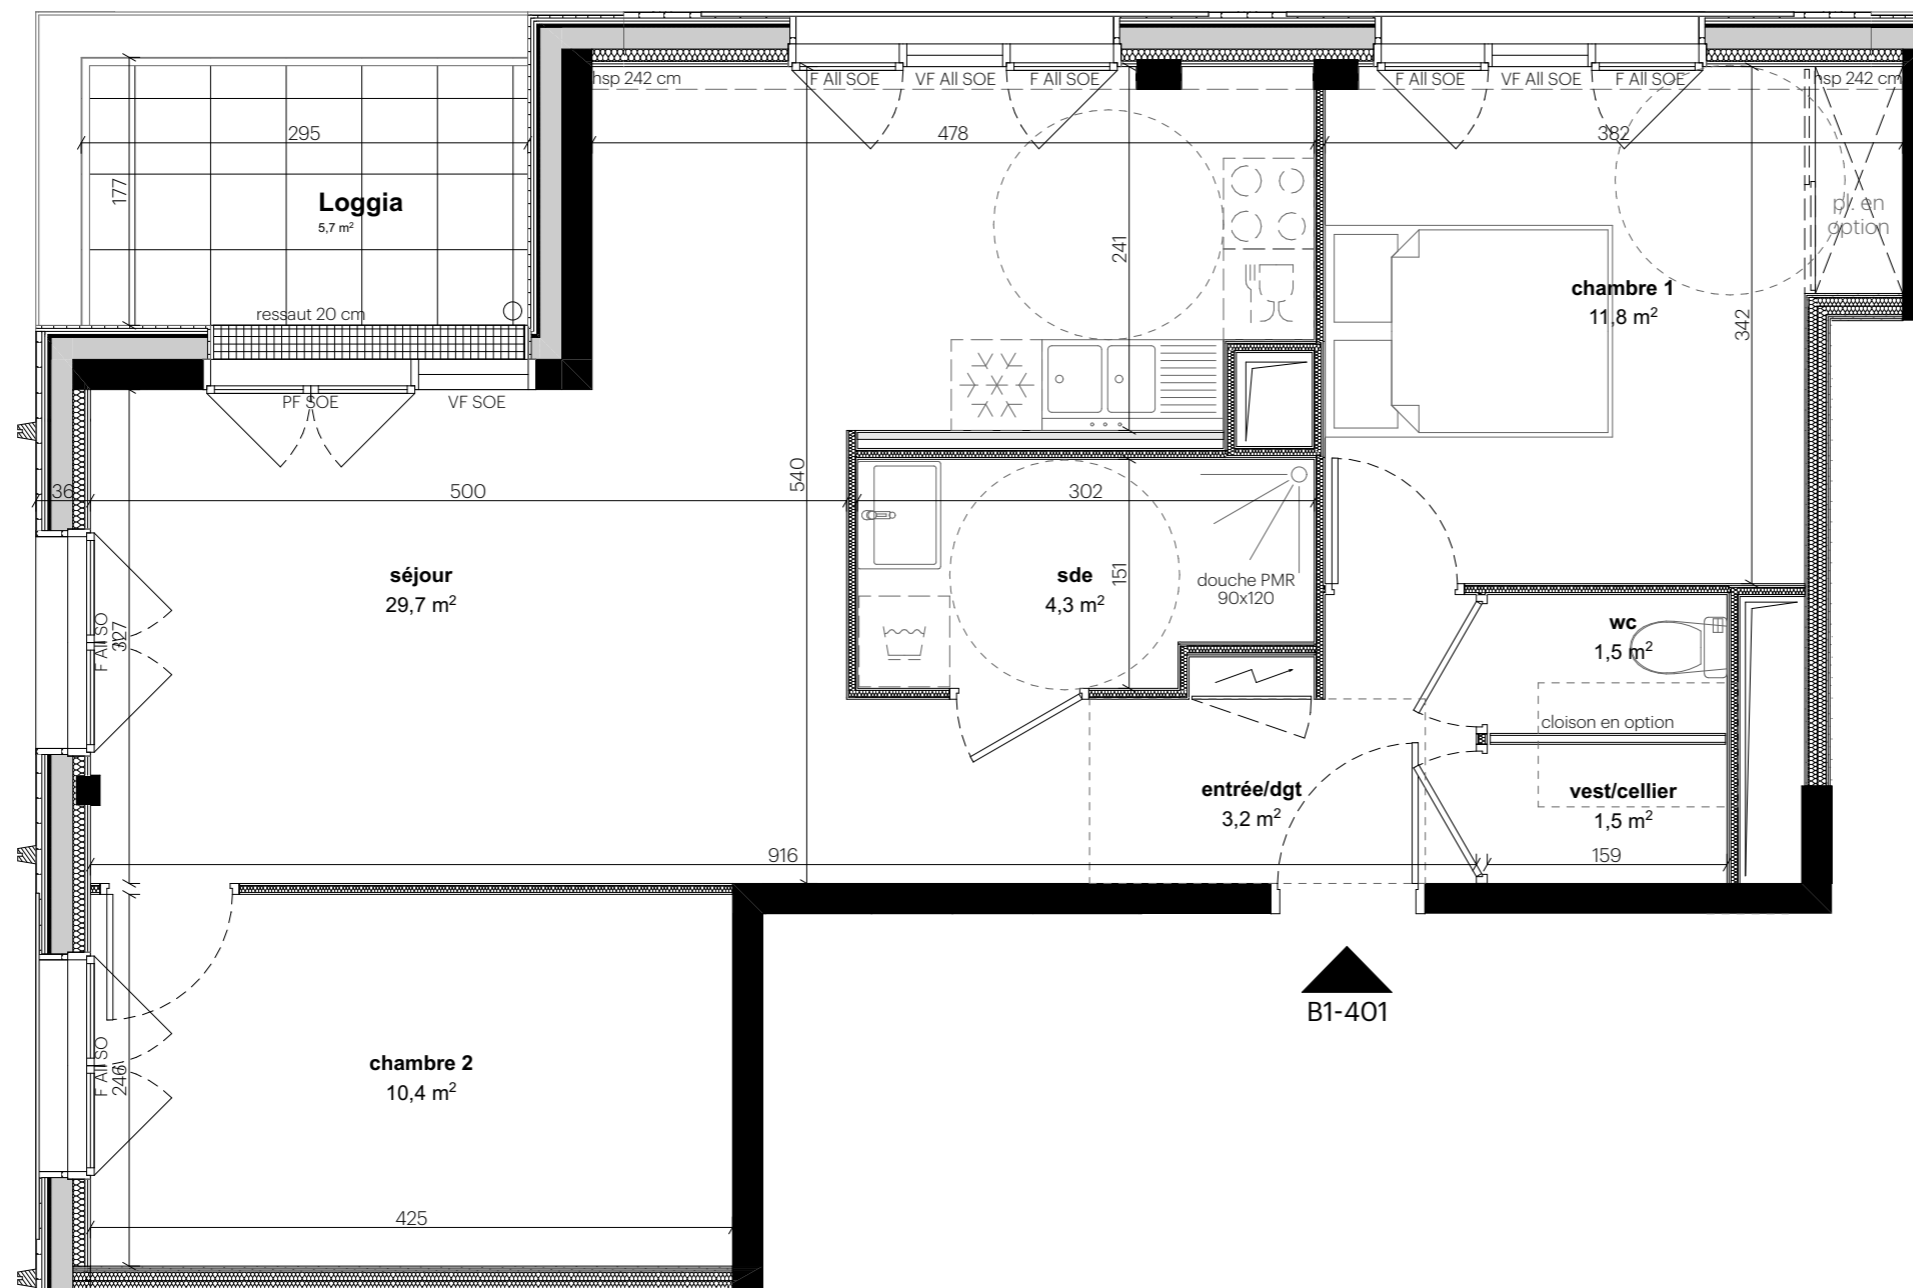 hsp 242 cm
F All SOE
VF All SOE
F All SOE
F All SOE
VF All SOE
F All SOE
hsp 242 cm
295
478
382
177
Loggia
5,7 m²
pl. en
option
241
chambre 1
11,8 m²
342
ressaut 20 cm
PF SOE
VF SOE
36
500
540
302
séjour
29,7 m²
sde
4,3 m²
151
douche PMR
90x120
F All SO
327
wc
1,5 m²
cloison en option
entrée/dgt
3,2 m²
vest/cellier
1,5 m²
916
159
B1-401
F All SO
246
chambre 2
10,4 m²
425